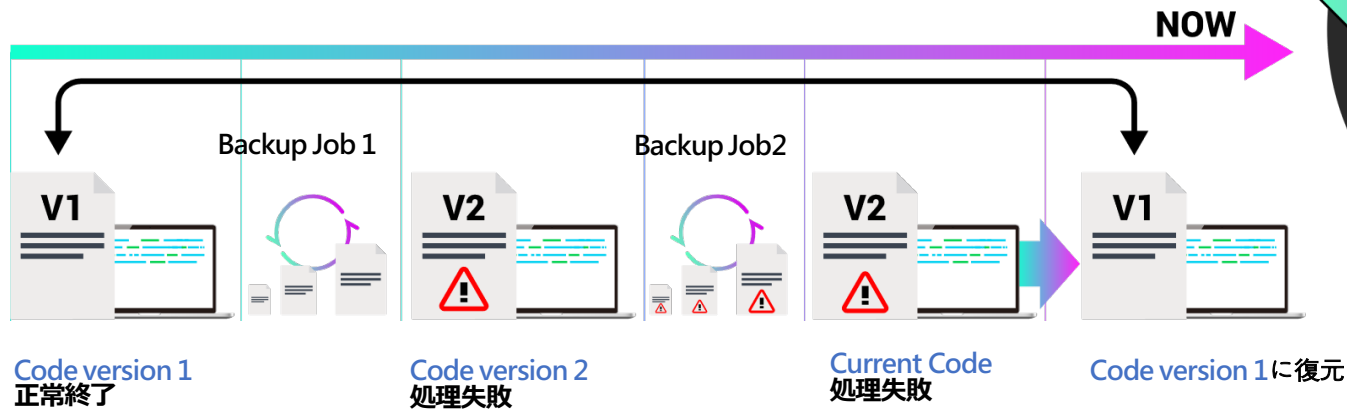 NOW
Backup Job 1
Backup Job2
V1
V2
V2
V1
Code version 1
正常終了
Code version 2
処理失敗
Current Code
処理失敗
Code version 1に復元